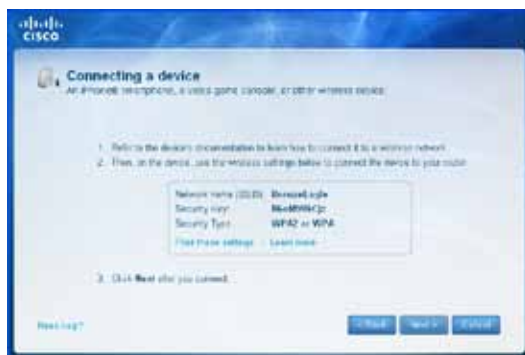 CISCO
Connecting a device
An iPhone® smartphone, a video game console, or other wireless device.
1. Refer to the device's documentation to learn how to connect it to a wireless network.
2. Then, on the device, use the wireless settings below to connect the device to your router.
Network name (SSID):
Security Key:
Security Type: WPA2 or WPA
Print these settings Learn more
3. Click Next after you connect.
Need help?
Back Next Cancel